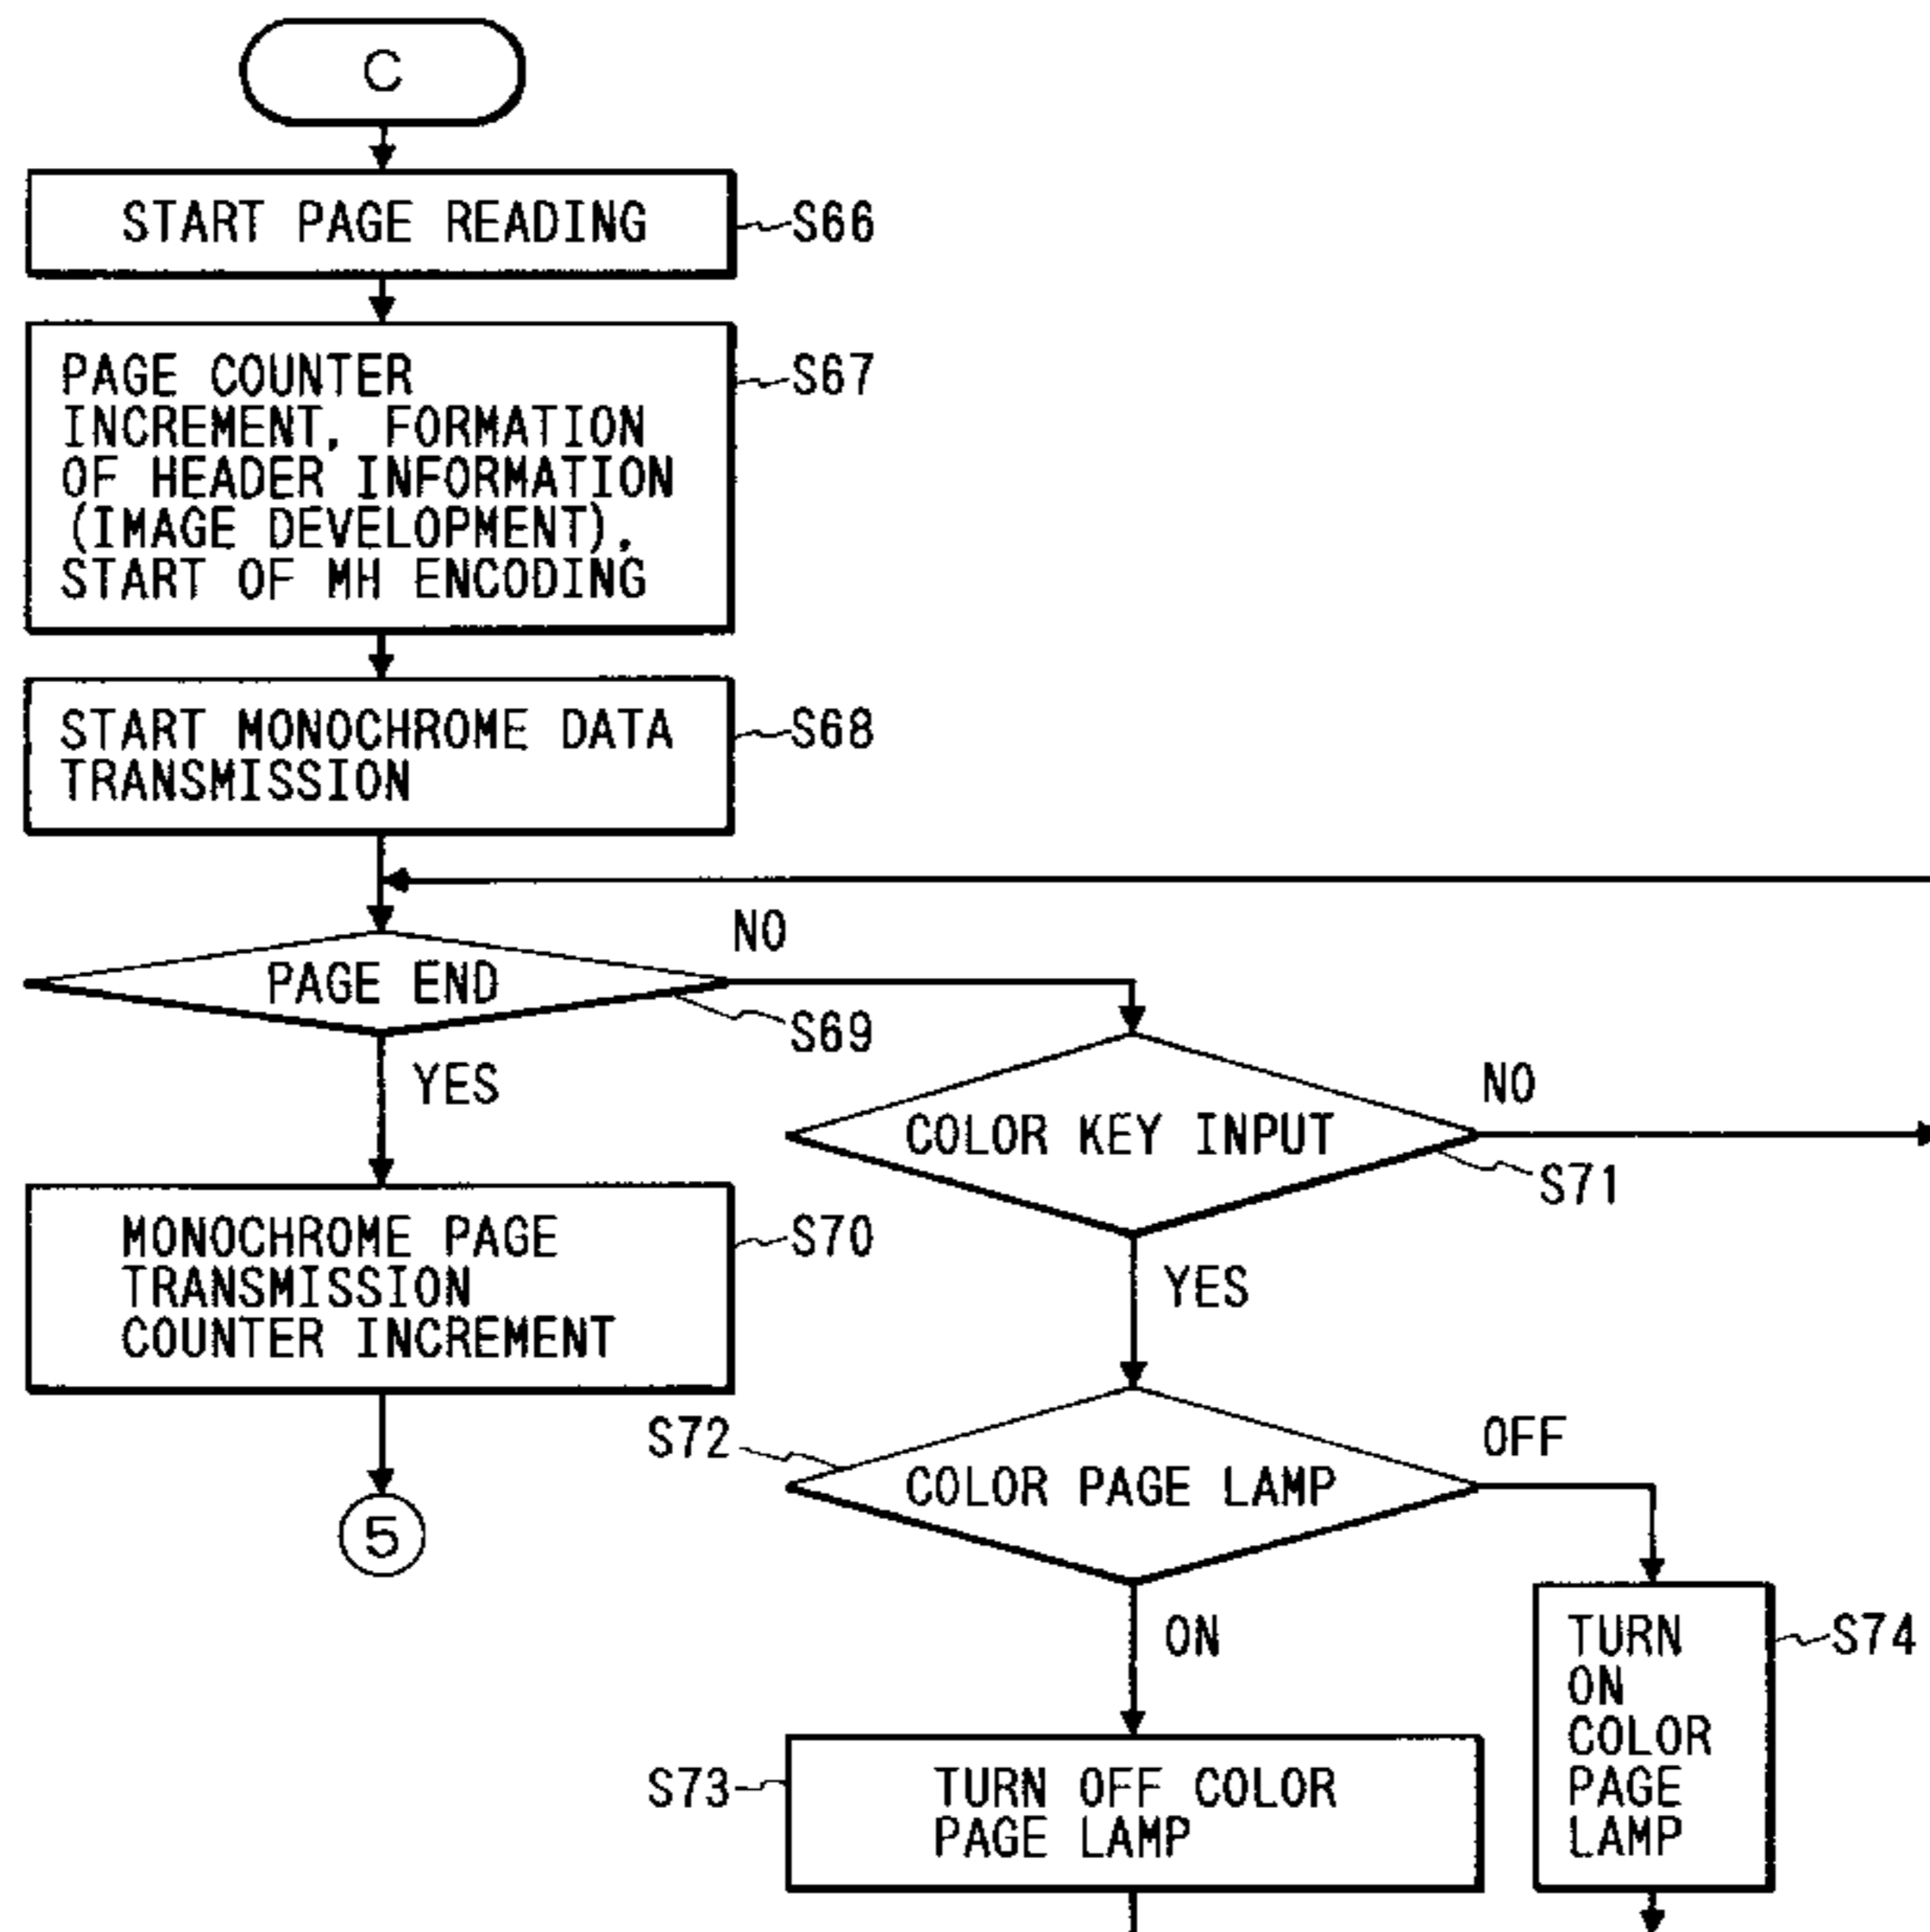 C
START PAGE READING
S66
PAGE COUNTER
INCREMENT, FORMATION
OF HEADER INFORMATION
(IMAGE DEVELOPMENT),
START OF MH ENCODING
S67
START MONOCHROME DATA
TRANSMISSION
S68
PAGE END
NO
S69
YES
COLOR KEY INPUT
NO
S71
YES
MONOCHROME PAGE
TRANSMISSION
COUNTER INCREMENT
S70
5
S72
COLOR PAGE LAMP
OFF
ON
TURN
ON
COLOR
PAGE
LAMP
S74
S73
TURN OFF COLOR
PAGE LAMP